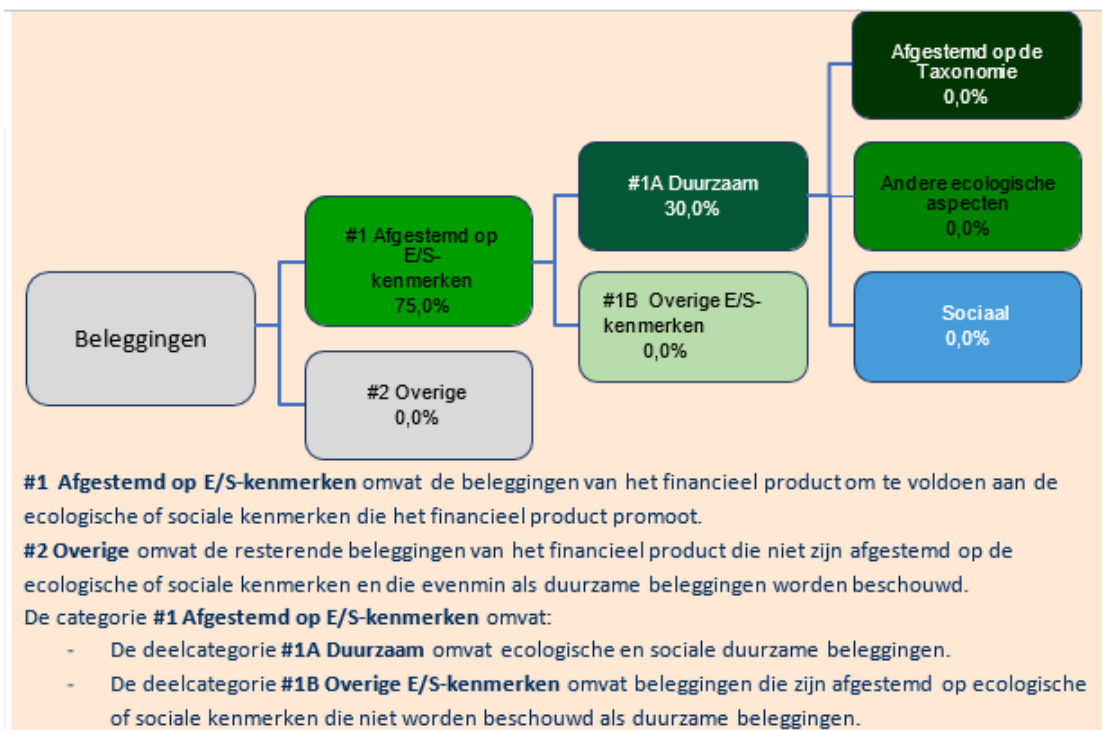 Afgestemd op de
Taxonomie
0,0%
#1A Duurzaam
30,0%
Andere ecologische
aspecten
0,0%
#1 Afgestemd op
E/S-
kenmerken
75,0%
#1B Overige E/S-
kenmerken
0,0%
Sociaal
0,0%
Beleggingen
#2 Overige
0,0%
#1 Afgestemd op E/S-kenmerken omvat de beleggingen van het financieel product om te voldoen aan de
ecologische of sociale kenmerken die het financieel product promoot.
#2 Overige omvat de resterende beleggingen van het financieel product die niet zijn afgestemd op de
ecologische of sociale kenmerken en die evenmin als duurzame beleggingen worden beschouwd.
De categorie #1 Afgestemd op E/S-kenmerken omvat:
- De deelcategorie #1A Duurzaam omvat ecologische en sociale duurzame beleggingen.
- De deelcategorie #1B Overige E/S-kenmerken omvat beleggingen die zijn afgestemd op ecologische
of sociale kenmerken die niet worden beschouwd als duurzame beleggingen.